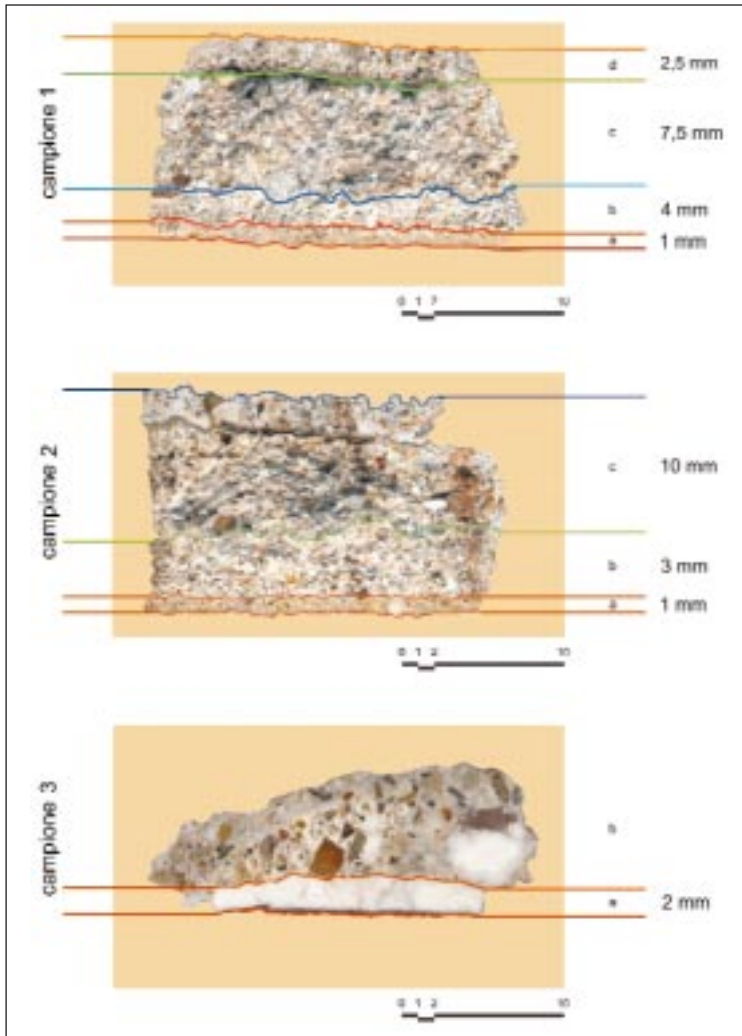 campione 1
d 2,5 mm
c 7,5 mm
b 4 mm
a 1 mm
0 1 2 10
campione 2
c 10 mm
b 3 mm
a 1 mm
0 1 2 10
campione 3
b
a 2 mm
0 1 2 10